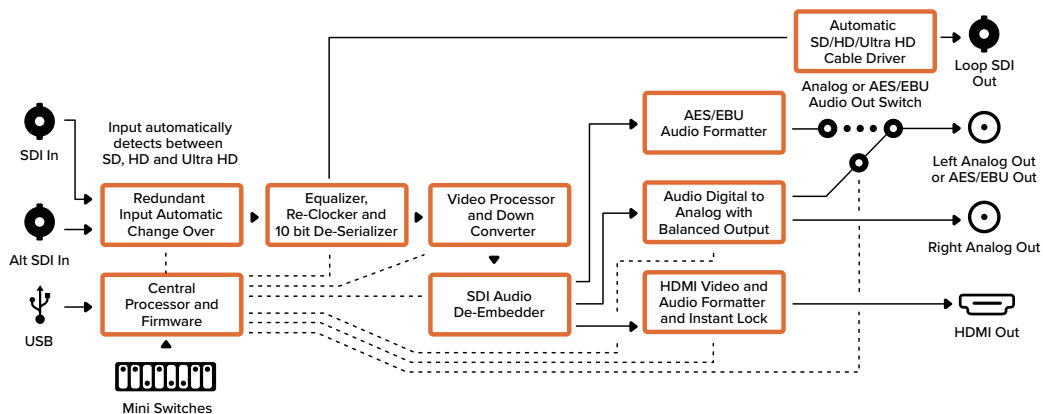 Automatic
SD/HD/Ultra HD
Cable Driver
Loop SDI
Out
Analog or AES/EBU
Audio Out Switch
AES/EBU
Audio Formatter
SDI In
Input automatically
detects between
SD, HD and Ultra HD
Left Analog Out
or AES/EBU Out
Redundant
Input Automatic
Change Over
Equalizer,
Re-Clocker and
10 bit De-Serializer
Video Processor
and Down
Converter
Audio Digital to
Analog with
Balanced Output
Right Analog Out
Alt SDI In
Central
Processor and
Firmware
SDI Audio
De-Embedder
HDMI Video and
Audio Formatter
and Instant Lock
USB
HDMI Out
Mini Switches